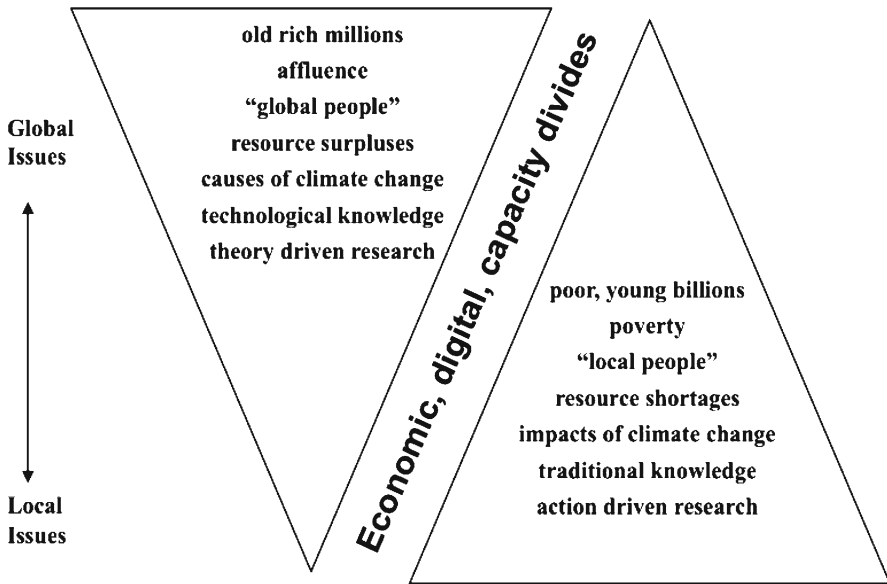 Global
Issues
Local
Issues
old rich millions
affluence
“global people”
resource surpluses
causes of climate change
technological knowledge
theory driven research
Economic, digital, capacity divides
poor, young billions
poverty
“local people”
resource shortages
impacts of climate change
traditional knowledge
action driven research